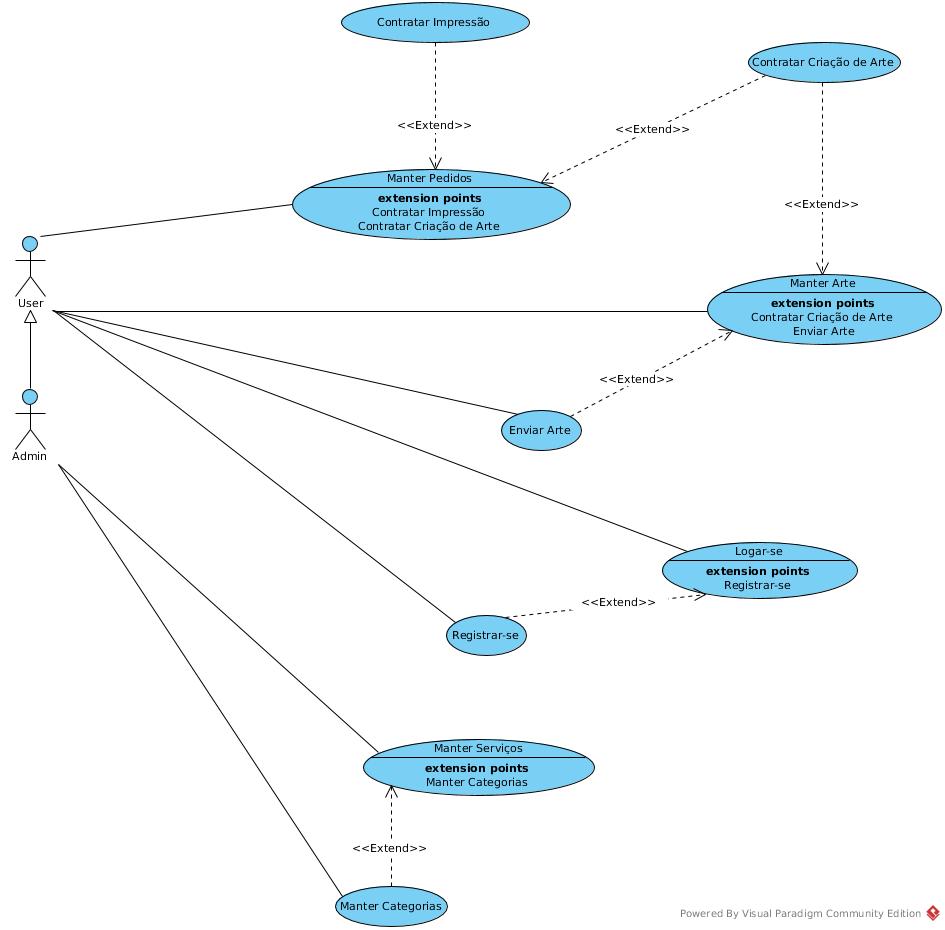 Contratar Impressão
Contratar Criação de Arte
<<Extend>>
<<Extend>>
Manter Pedidos
extension points
Contratar Impressão
Contratar Criação de Arte
<<Extend>>
User
Manter Arte
extension points
Contratar Criação de Arte
Enviar Arte
<<Extend>>
Enviar Arte
Admin
Logar-se
extension points
Registrar-se
<<Extend>>
Registrar-se
Manter Serviços
extension points
Manter Categorias
<<Extend>>
Manter Categorias
Powered By Visual Paradigm Community Edition